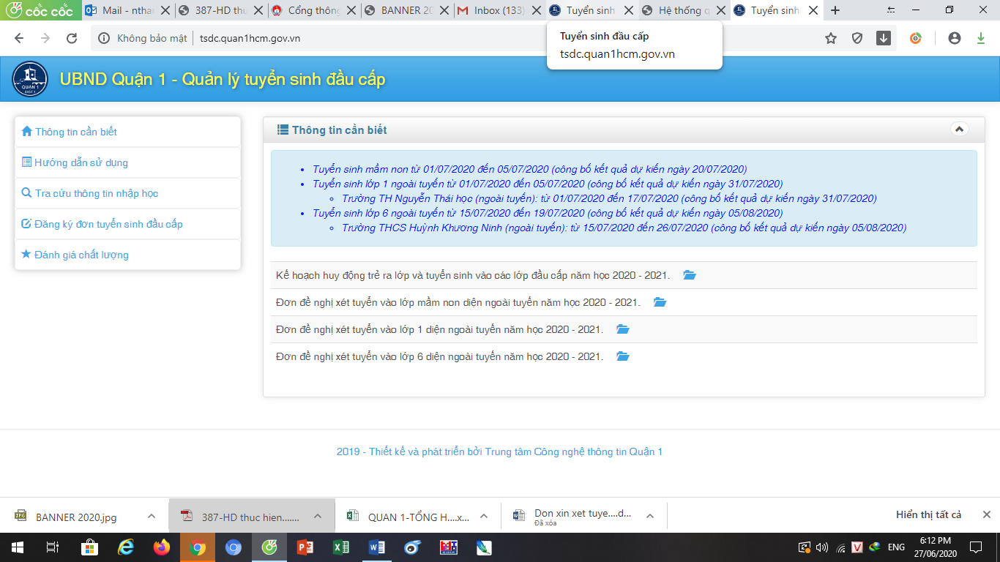 cốc cốc
Mail - ntha
387-HD thu
Cổng thông
BANNER 20
Inbox (133)
Tuyển sinh
Hệ thống q
Tuyển sinh
Không bảo mật
tsdc.quan1hcm.gov.vn
Tuyển sinh đầu cấp
tsdc.quan1hcm.gov.vn
QUẬN 1
UBND Quận 1 - Quản lý tuyển sinh đầu cấp
Thông tin cần biết
Hướng dẫn sử dụng
Tra cứu thông tin nhập học
Đăng ký đơn tuyển sinh đầu cấp
Đánh giá chất lượng
Thông tin cần biết
Tuyển sinh mầm non từ 01/07/2020 đến 05/07/2020 (công bố kết quả dự kiến ngày 20/07/2020)
Tuyển sinh lớp 1 ngoài tuyến từ 01/07/2020 đến 05/07/2020 (công bố kết quả dự kiến ngày 31/07/2020)
Trường TH Nguyễn Thái học (ngoài tuyến): từ 01/07/2020 đến 17/07/2020 (công bố kết quả dự kiến ngày 31/07/2020)
Tuyển sinh lớp 6 ngoài tuyến từ 15/07/2020 đến 19/07/2020 (công bố kết quả dự kiến ngày 05/08/2020)
Trường THCS Huỳnh Khương Ninh (ngoài tuyến): từ 15/07/2020 đến 26/07/2020 (công bố kết quả dự kiến ngày 05/08/2020)
Kế hoạch huy động trẻ ra lớp và tuyển sinh vào các lớp đầu cấp năm học 2020 - 2021.
Đơn đề nghị xét tuyển vào lớp mầm non diện ngoài tuyến năm học 2020 - 2021.
Đơn đề nghị xét tuyển vào lớp 1 diện ngoài tuyến năm học 2020 - 2021.
Đơn đề nghị xét tuyển vào lớp 6 diện ngoài tuyến năm học 2020 - 2021.
2019 - Thiết kế và phát triển bởi Trung tâm Công nghệ thông tin Quận 1
BANNER 2020.jpg
387-HD thuc hien.......
QUAN 1-TỔNG H....x...
Don xin xet tuye....d...
Đã xóa
Hiển thị tất cả
ENG
6:12 PM
27/06/2020